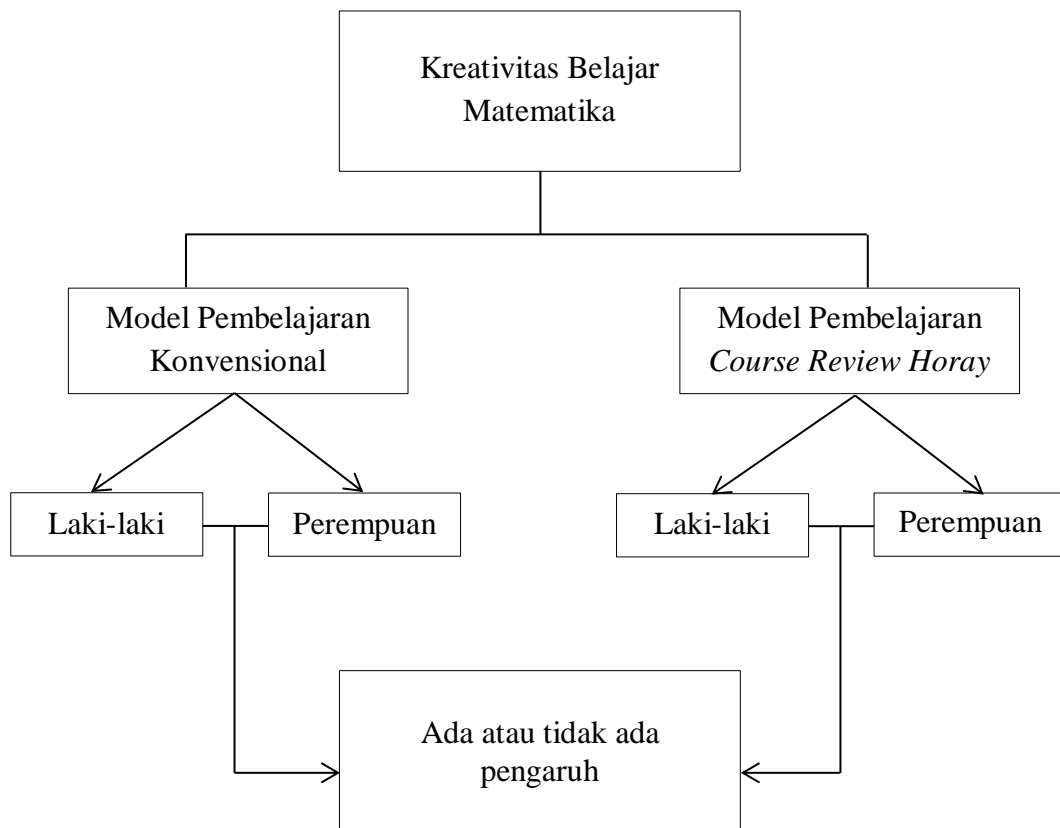 Kreativitas Belajar
Matematika
Model Pembelajaran
Konvensional
Model Pembelajaran
Course Review Horay
Laki-laki
Perempuan
Laki-laki
Perempuan
Ada atau tidak ada
pengaruh